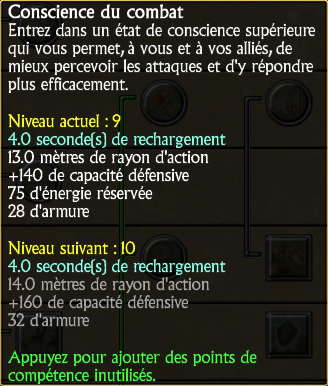 Conscience du combat
Entrez dans un état de conscience supérieure
qui vous permet, à vous et à vos alliés, de
mieux percevoir les attaques et d'y répondre
plus efficacement.
Niveau actuel : 9
4.0 seconde(s) de rechargement
13.0 mètres de rayon d'action
+140 de capacité défensive
75 d'énergie réservée
28 d'armure
Niveau suivant : 10
4.0 seconde(s) de rechargement
14.0 mètres de rayon d'action
+160 de capacité défensive
32 d'armure
Appuyez pour ajouter des points de
compétence inutilisés.